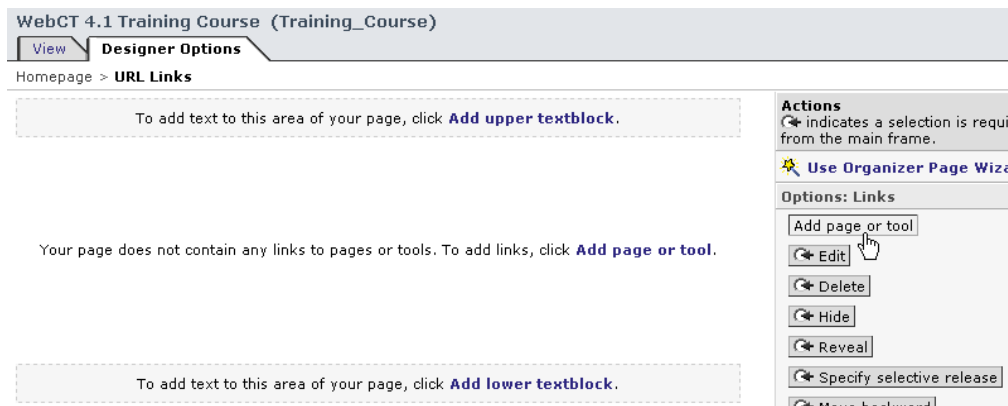 WebCT 4.1 Training Course (Training_Course)
View Designer Options
Homepage > URL Links
To add text to this area of your page, click Add upper textblock.
Your page does not contain any links to pages or tools. To add links, click Add page or tool.
To add text to this area of your page, click Add lower textblock.
Actions
indicates a selection is requi
from the main frame.
Use Organizer Page Wiza
Options: Links
Add page or tool
Edit
Delete
Hide
Reveal
Specify selective release
Move backward